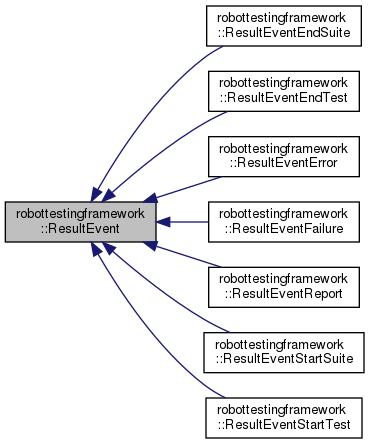 robottestingframework
::ResultEventEndSuite
robottestingframework
::ResultEventEndTest
robottestingframework
::ResultEventError
robottestingframework
::ResultEvent
robottestingframework
::ResultEventFailure
robottestingframework
::ResultEventReport
robottestingframework
::ResultEventStartSuite
robottestingframework
::ResultEventStartTest